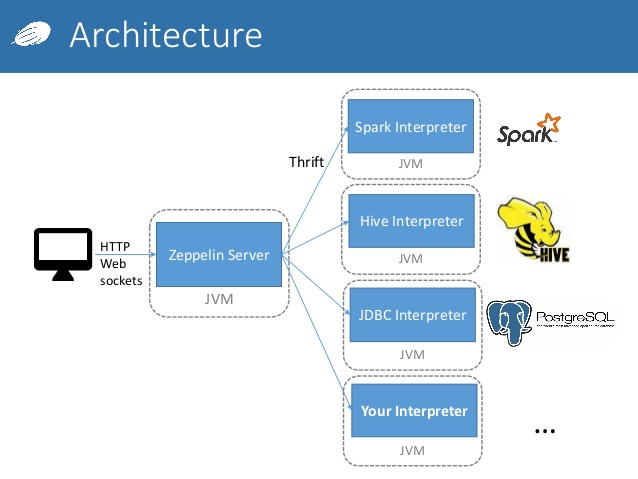 Architecture
Spark Interpreter
JVM
Spark
Thrift
Hive Interpreter
JVM
HIVE
HTTP
Web
sockets
Zeppelin Server
JVM
JDBC Interpreter
JVM
PostgreSQL
Your Interpreter
JVM
...